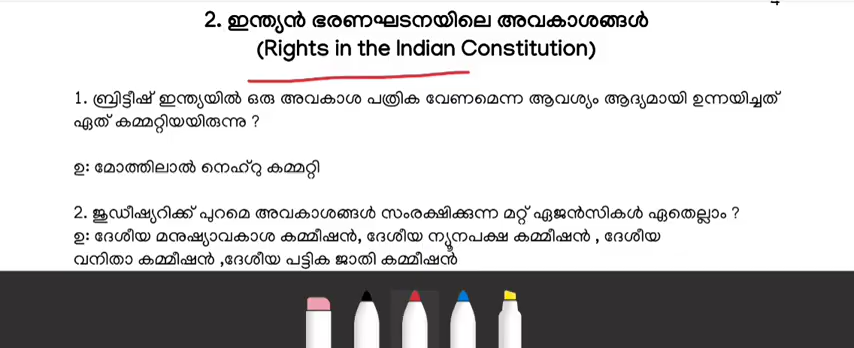 2. ഇന്ത്യൻ ഭരണഘടനയിലെ അവകാശങ്ങൾ
(Rights in the Indian Constitution)
1. ബ്രിട്ടീഷ് ഇന്ത്യയിൽ ഒരു അവകാശ പത്രിക വേണമെന്ന ആവശ്യം ആദ്യമായി ഉന്നയിച്ചത്
ഏത് കമ്മറ്റിയയിരുന്നു ?
ഉ: മോത്തിലാൽ നെഹ്റു കമ്മറ്റി
2. ജുഡീഷ്യറിക്ക് പുറമെ അവകാശങ്ങൾ സംരക്ഷിക്കുന്ന മറ്റ് ഏജൻസികൾ ഏതെല്ലാം ?
ഉ: ദേശീയ മനുഷ്യാവകാശ കമ്മീഷൻ, ദേശീയ ന്യൂനപക്ഷ കമ്മീഷൻ , ദേശീയ
വനിതാ കമ്മീഷൻ ,ദേശീയ പട്ടിക ജാതി കമ്മീഷൻ